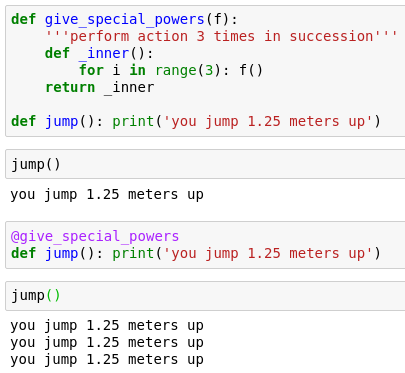 def give_special_powers(f):
    '''perform action 3 times in succession'''
    def _inner():
        for i in range(3): f()
    return _inner

def jump(): print('you jump 1.25 meters up')
jump()
you jump 1.25 meters up
@give_special_powers
def jump(): print('you jump 1.25 meters up')
jump()
you jump 1.25 meters up
you jump 1.25 meters up
you jump 1.25 meters up